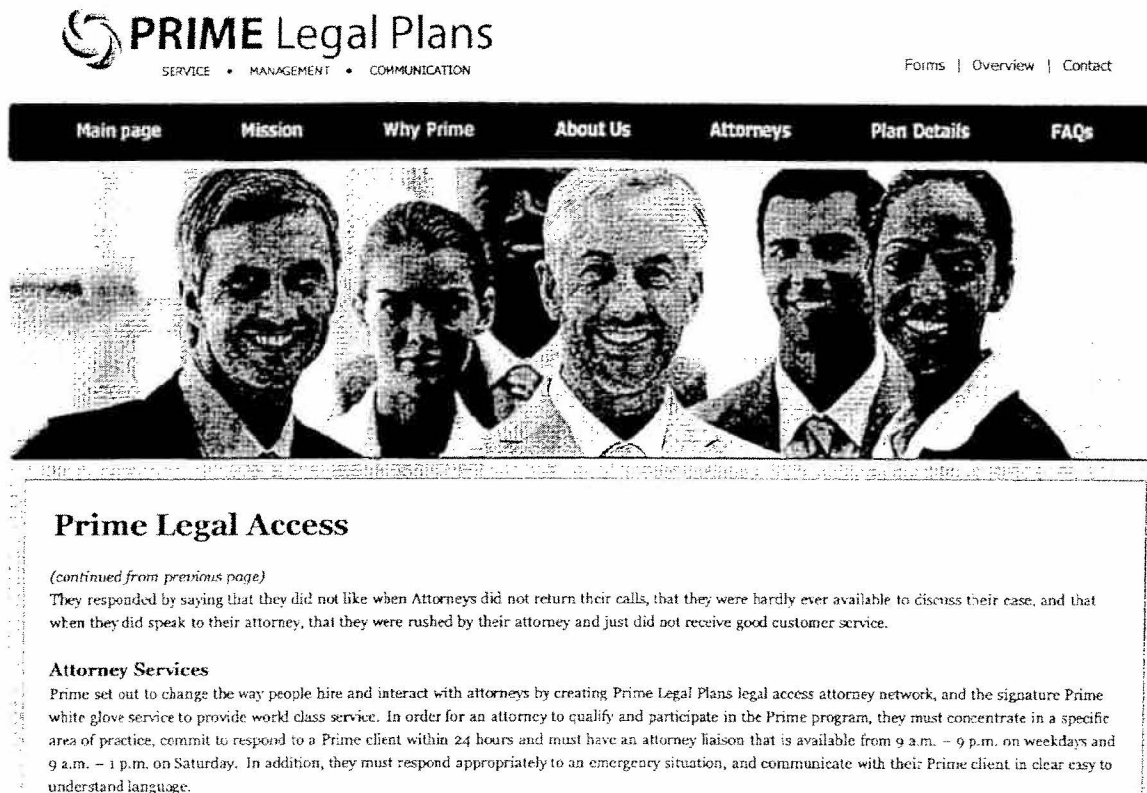 PRIME Legal Plans
SERVICE • MANAGEMENT • COMMUNICATION
Forms | Overview | Contact
Main page Mission Why Prime About Us Attorneys Plan Details FAQs
Prime Legal Access
(continued from previous page)
They responded by saying that they did not like when Attorneys did not return their calls, that they were hardly ever available to discuss their case, and that
when they did speak to their attorney, that they were rushed by their attorney and just did not receive good customer service.
Attorney Services
Prime set out to change the way people hire and interact with attorneys by creating Prime Legal Plans legal access attorney network, and the signature Prime
white glove service to provide world class service. In order for an attorney to qualify and participate in the Prime program, they must concentrate in a specific
area of practice, commit to respond to a Prime client within 24 hours and must have an attorney liaison that is available from 9 a.m. – 9 p.m. on weekdays and
9 a.m. – 1 p.m. on Saturday. In addition, they must respond appropriately to an emergency situation, and communicate with their Prime client in clear easy to
understand language.